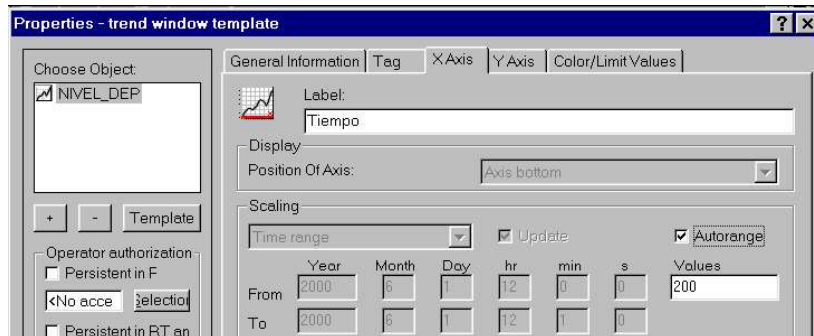 Properties - trend window template
Choose Object:
NIVEL_DEP
+ - Template
Operator authorization
Persistent in F
<No acce Selection
Persistent in RT an
General Information Tag X Axis Y Axis Color/Limit Values
Label:
Tiempo
Display
Position Of Axis: Axis bottom
Scaling
Time range Update Autorange
Year Month Day hr min s Values
From 2000 6 1 12 0 0 200
To 2000 6 1 12 1 0